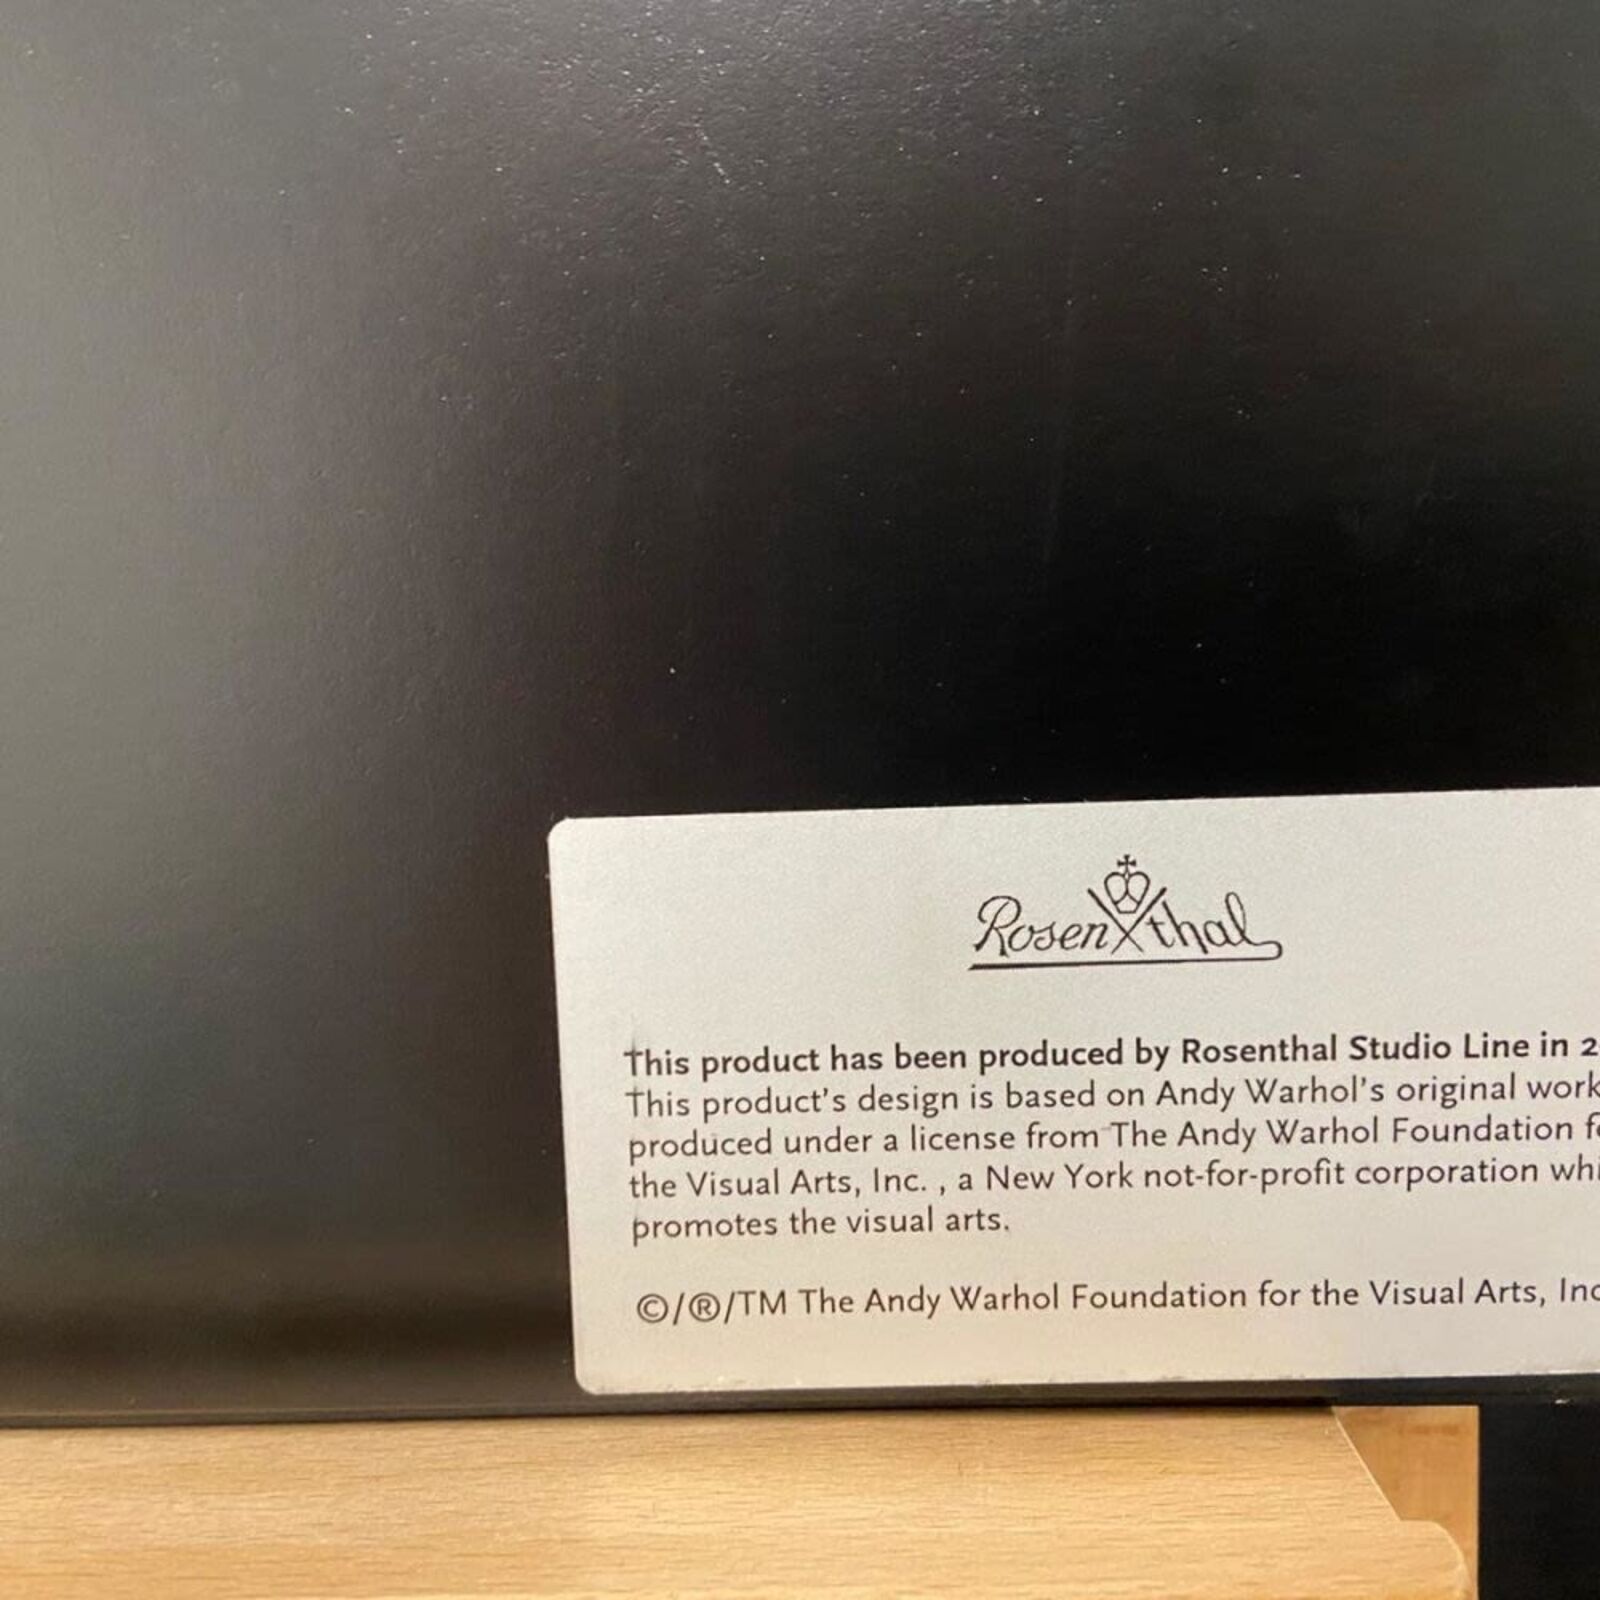 Rosenthal
This product has been produced by Rosenthal Studio Line in
This product's design is based on Andy Warhol's original work
produced under a license from The Andy Warhol Foundation
the Visual Arts, Inc. , a New York not-for-profit corporation
promotes the visual arts.
©/®/TM The Andy Warhol Foundation for the Visual Arts, Inc